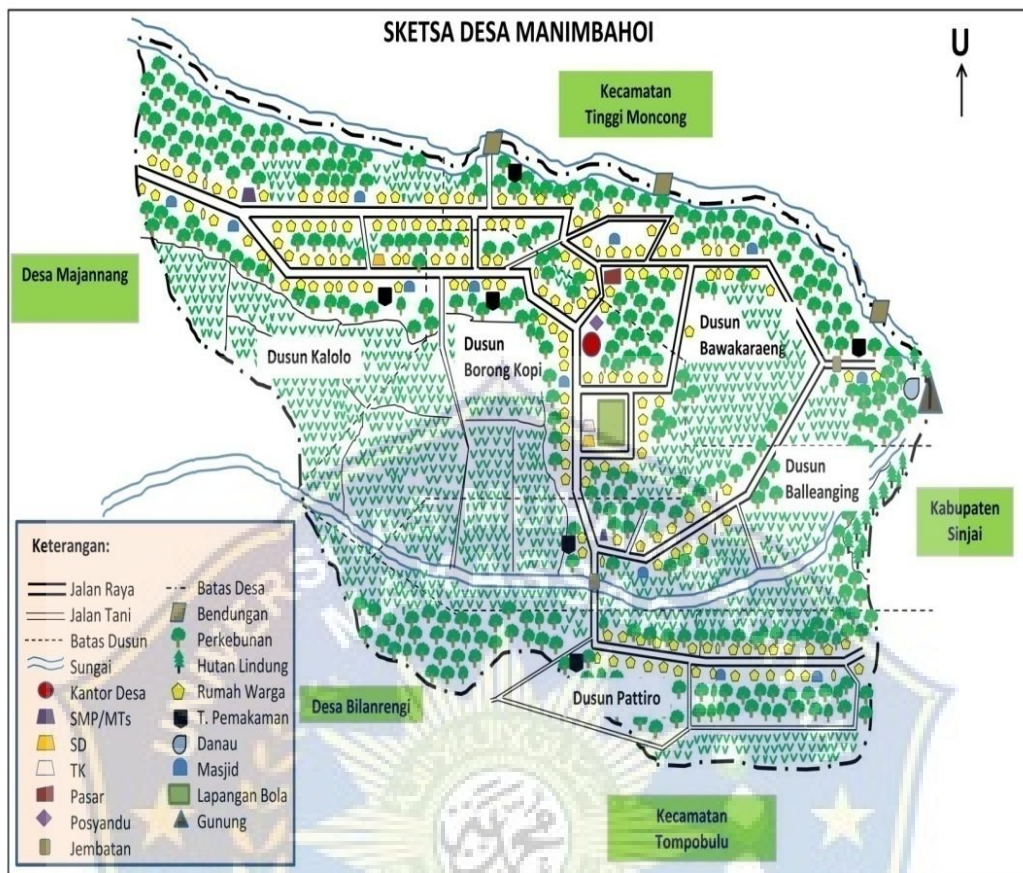 SKETSA DESA MANIMBAHOI
U
Kecamatan
Tinggi Moncong
Desa Majannang
Dusun Kalolo
Dusun
Borong Kopi
Dusun
Bawakaraeng
Dusun
Balleanging
Kabupaten
Sinjai
Desa Bilanrengi
Dusun Pattiro
Kecamatan
Tompobulu
Keterangan:
Jalan Raya
Jalan Tani
Batas Dusun
Sungai
Kantor Desa
SMP/MTs
SD
TK
Pasar
Posyandu
Jembatan
Batas Desa
Bendungan
Perkebunan
Hutan Lindung
Rumah Warga
T. Pemakaman
Danau
Masjid
Lapangan Bola
Gunung